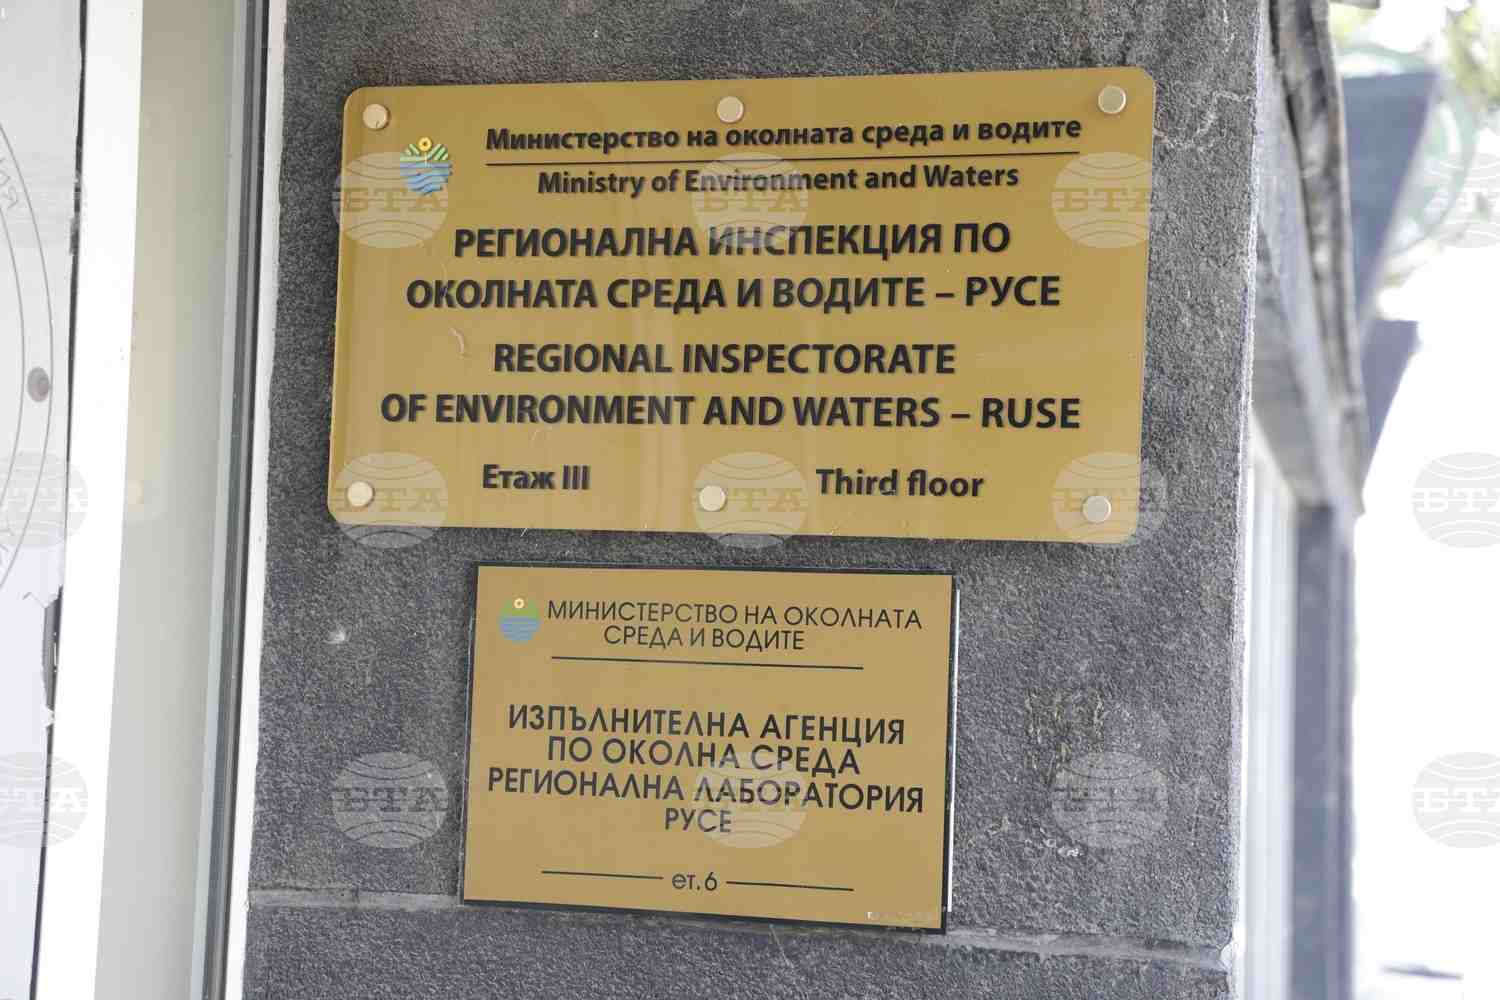 Министерство на околната среда и водите
Ministry of Environment and Waters
РЕГИОНАЛНА ИНСПЕКЦИЯ ПО
ОКОЛНАТА СРЕДА И ВОДИТЕ – РУСЕ
REGIONAL INSPECTORATE
OF ENVIRONMENT AND WATERS – RUSE
Етаж III Third floor
МИНИСТЕРСТВО НА ОКОЛНАТА
СРЕДА И ВОДИТЕ
ИЗПЪЛНИТЕЛНА АГЕНЦИЯ
ПО ОКОЛНА СРЕДА
РЕГИОНАЛНА ЛАБОРАТОРИЯ
РУСЕ
ет.6
БТА